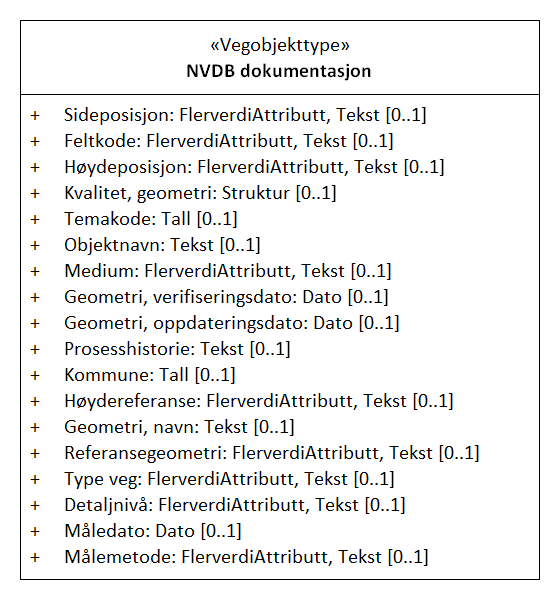 «Vegobjekttype»
NVDB dokumentasjon
+ Sideposisjon: FlerverdiAttributt, Tekst [0..1]
+ Feltkode: FlerverdiAttributt, Tekst [0..1]
+ Høydeposisjon: FlerverdiAttributt, Tekst [0..1]
+ Kvalitet, geometri: Struktur [0..1]
+ Temakode: Tall [0..1]
+ Objektnavn: Tekst [0..1]
+ Medium: FlerverdiAttributt, Tekst [0..1]
+ Geometri, verifiseringsdato: Dato [0..1]
+ Geometri, oppdateringsdato: Dato [0..1]
+ Prosesshistorie: Tekst [0..1]
+ Kommune: Tall [0..1]
+ Høydereferanse: FlerverdiAttributt, Tekst [0..1]
+ Geometri, navn: Tekst [0..1]
+ Referansegeometri: FlerverdiAttributt, Tekst [0..1]
+ Type veg: FlerverdiAttributt, Tekst [0..1]
+ Detaljnivå: FlerverdiAttributt, Tekst [0..1]
+ Måledato: Dato [0..1]
+ Målemetode: FlerverdiAttributt, Tekst [0..1]